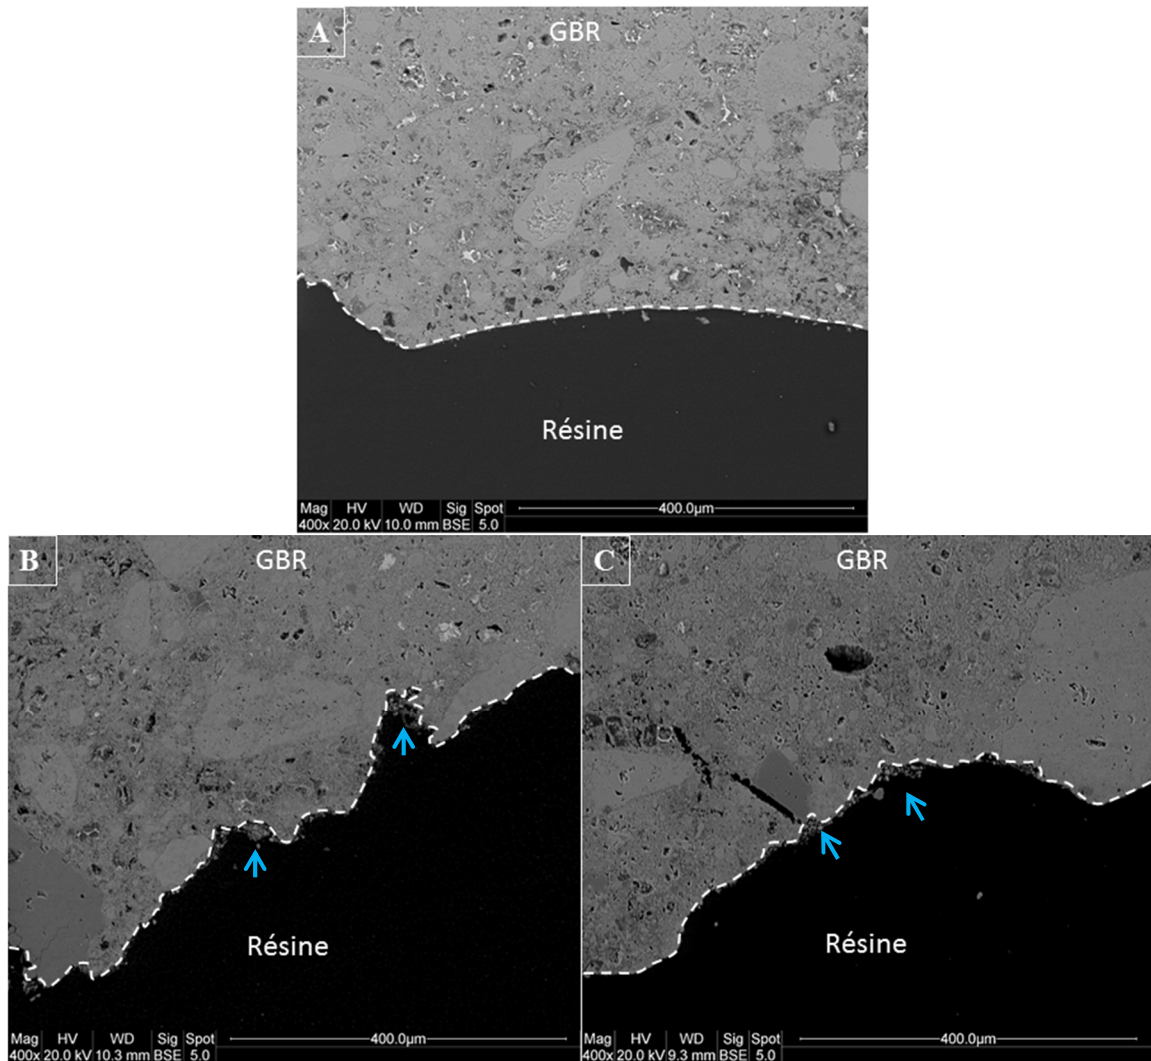 A
GBR
Résine
Mag HV WD Sig Spot
400x 20.0 kV 10.0 mm BSE 5.0
400.0µm
B
GBR
Résine
Mag HV WD Sig Spot
400x 20.0 kV 10.3 mm BSE 5.0
400.0µm
C
GBR
Résine
Mag HV WD Sig Spot
400x 20.0 kV 9.3 mm BSE 5.0
400.0µm